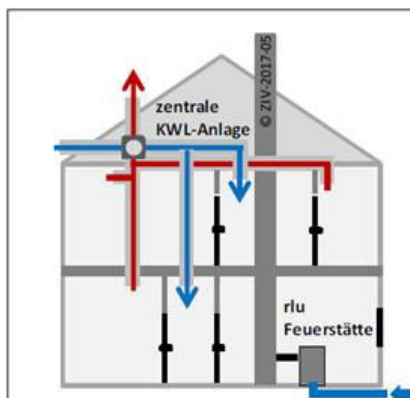 zentrale
KWL-Anlage
© ZIV-2017-05
rlu
Feuerstätte